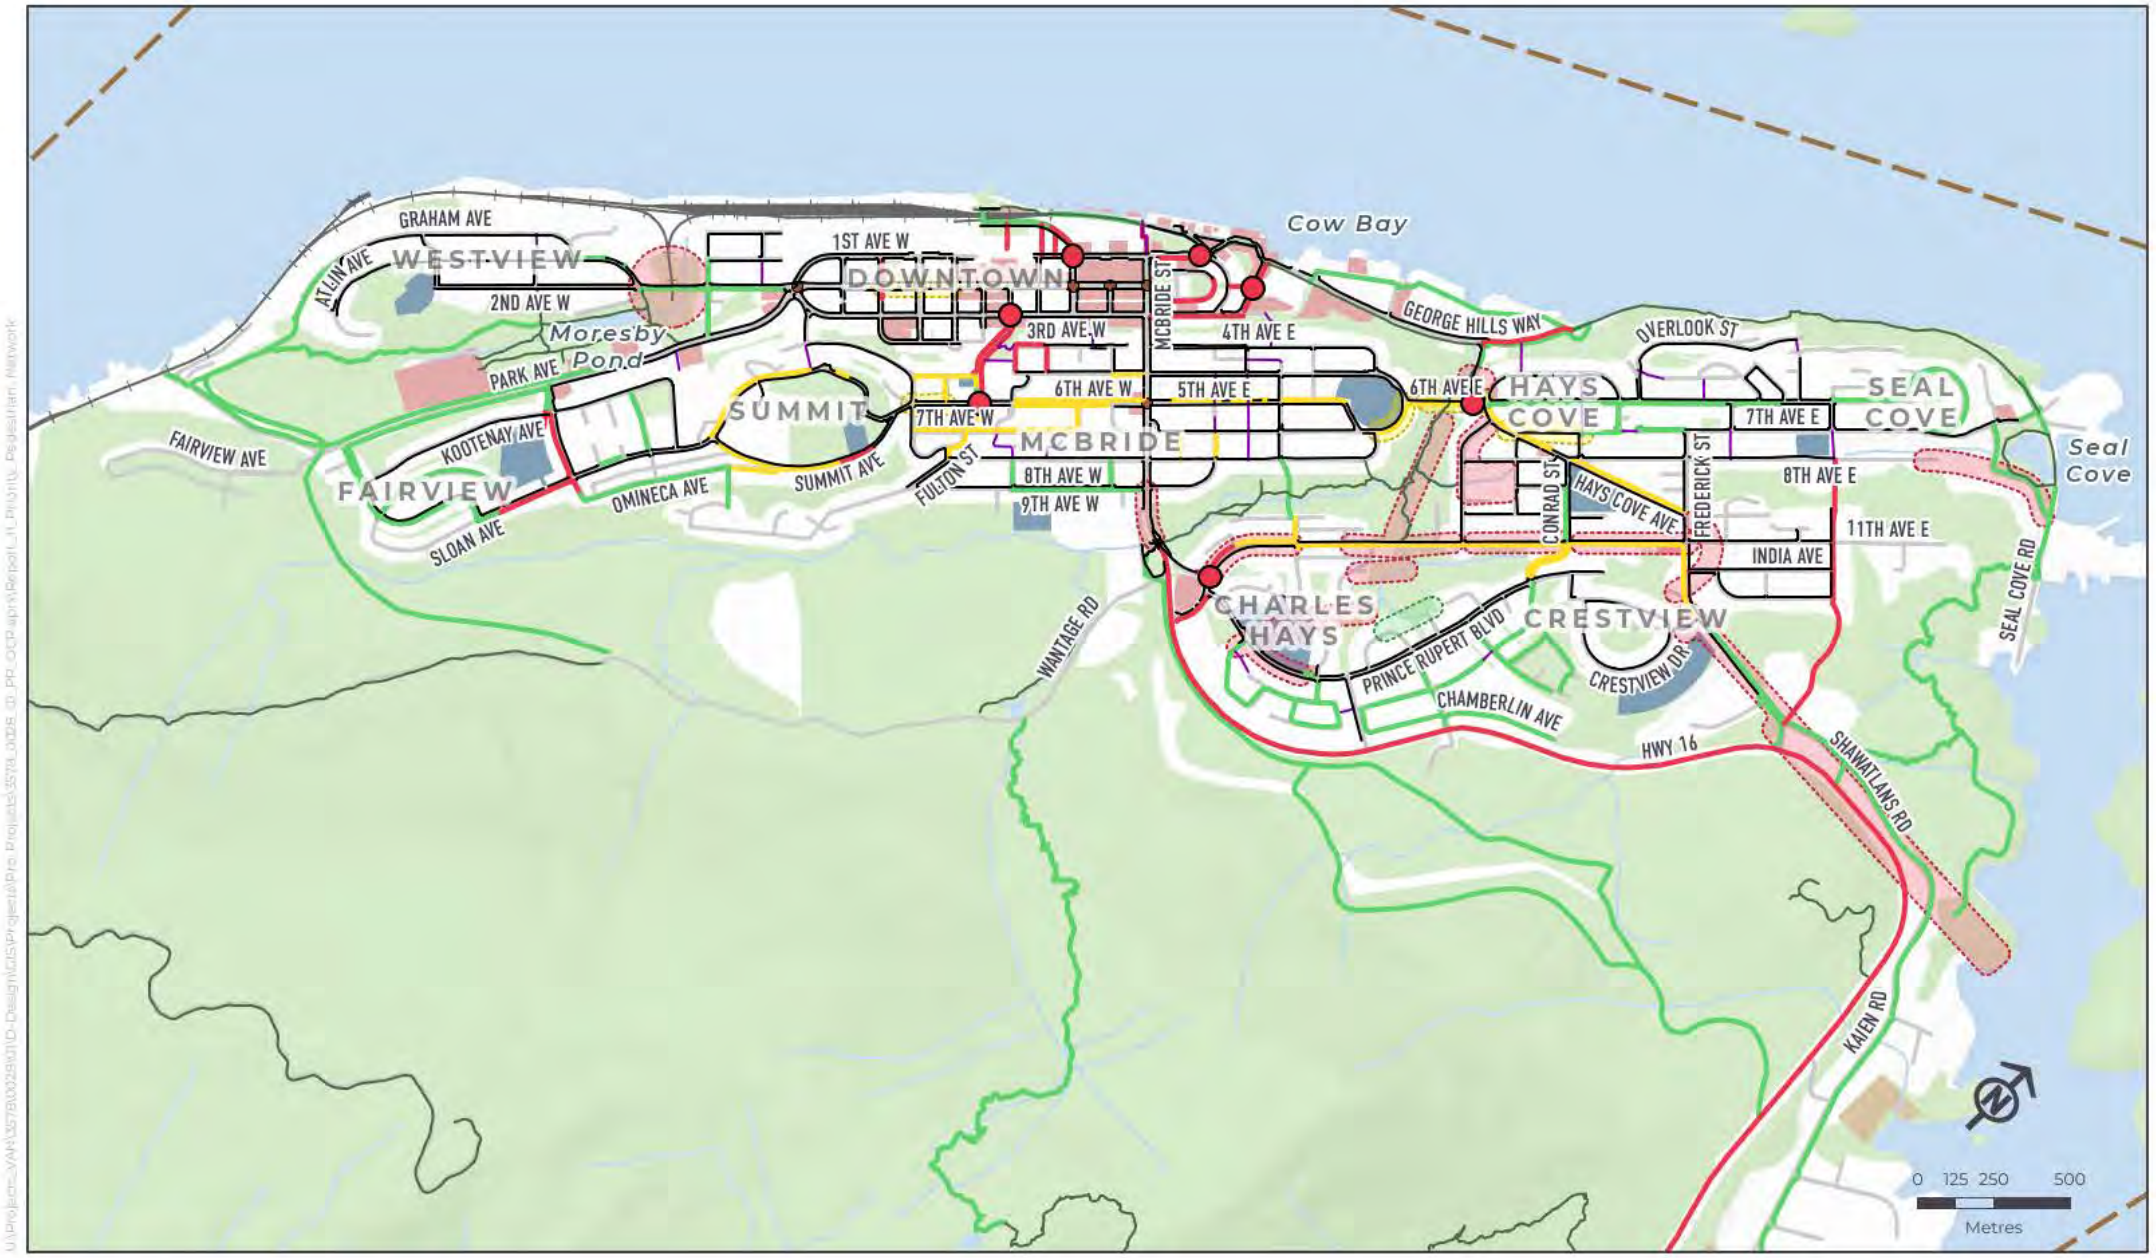 Cow Bay
GRAHAM AVE
1ST AVE W
ATLIN AVE
WESTVIEW
DOWNTOWN
MCBRIDE ST
2ND AVE W
GEORGE HILLS WAY
OVERLOOK ST
Moresby
Pond
3RD AVE W
4TH AVE E
PARK AVE
6TH AVE W
5TH AVE E
6TH AVE E
HAYS
COVE
SEAL
COVE
SUMMIT
7TH AVE W
7TH AVE E
KOOTENAY AVE
MCBRIDE
FREDERICK ST
Seal
Cove
FAIRVIEW AVE
SUMMIT AVE
FULTON ST
8TH AVE W
8TH AVE E
FAIRVIEW
OMINECA AVE
9TH AVE W
CONRAD ST
HAYS COVE AVE
SLOAN AVE
11TH AVE E
INDIA AVE
SEAL COVE RD
WANTAGE RD
CHARLES
HAYS
CRESTVIEW
PRINCE RUPERT BLVD
CRESTVIEW DR
CHAMBERLIN AVE
HWY 16
SHAWATLANS RD
KAIEN RD
N
0 125 250 500
Metres